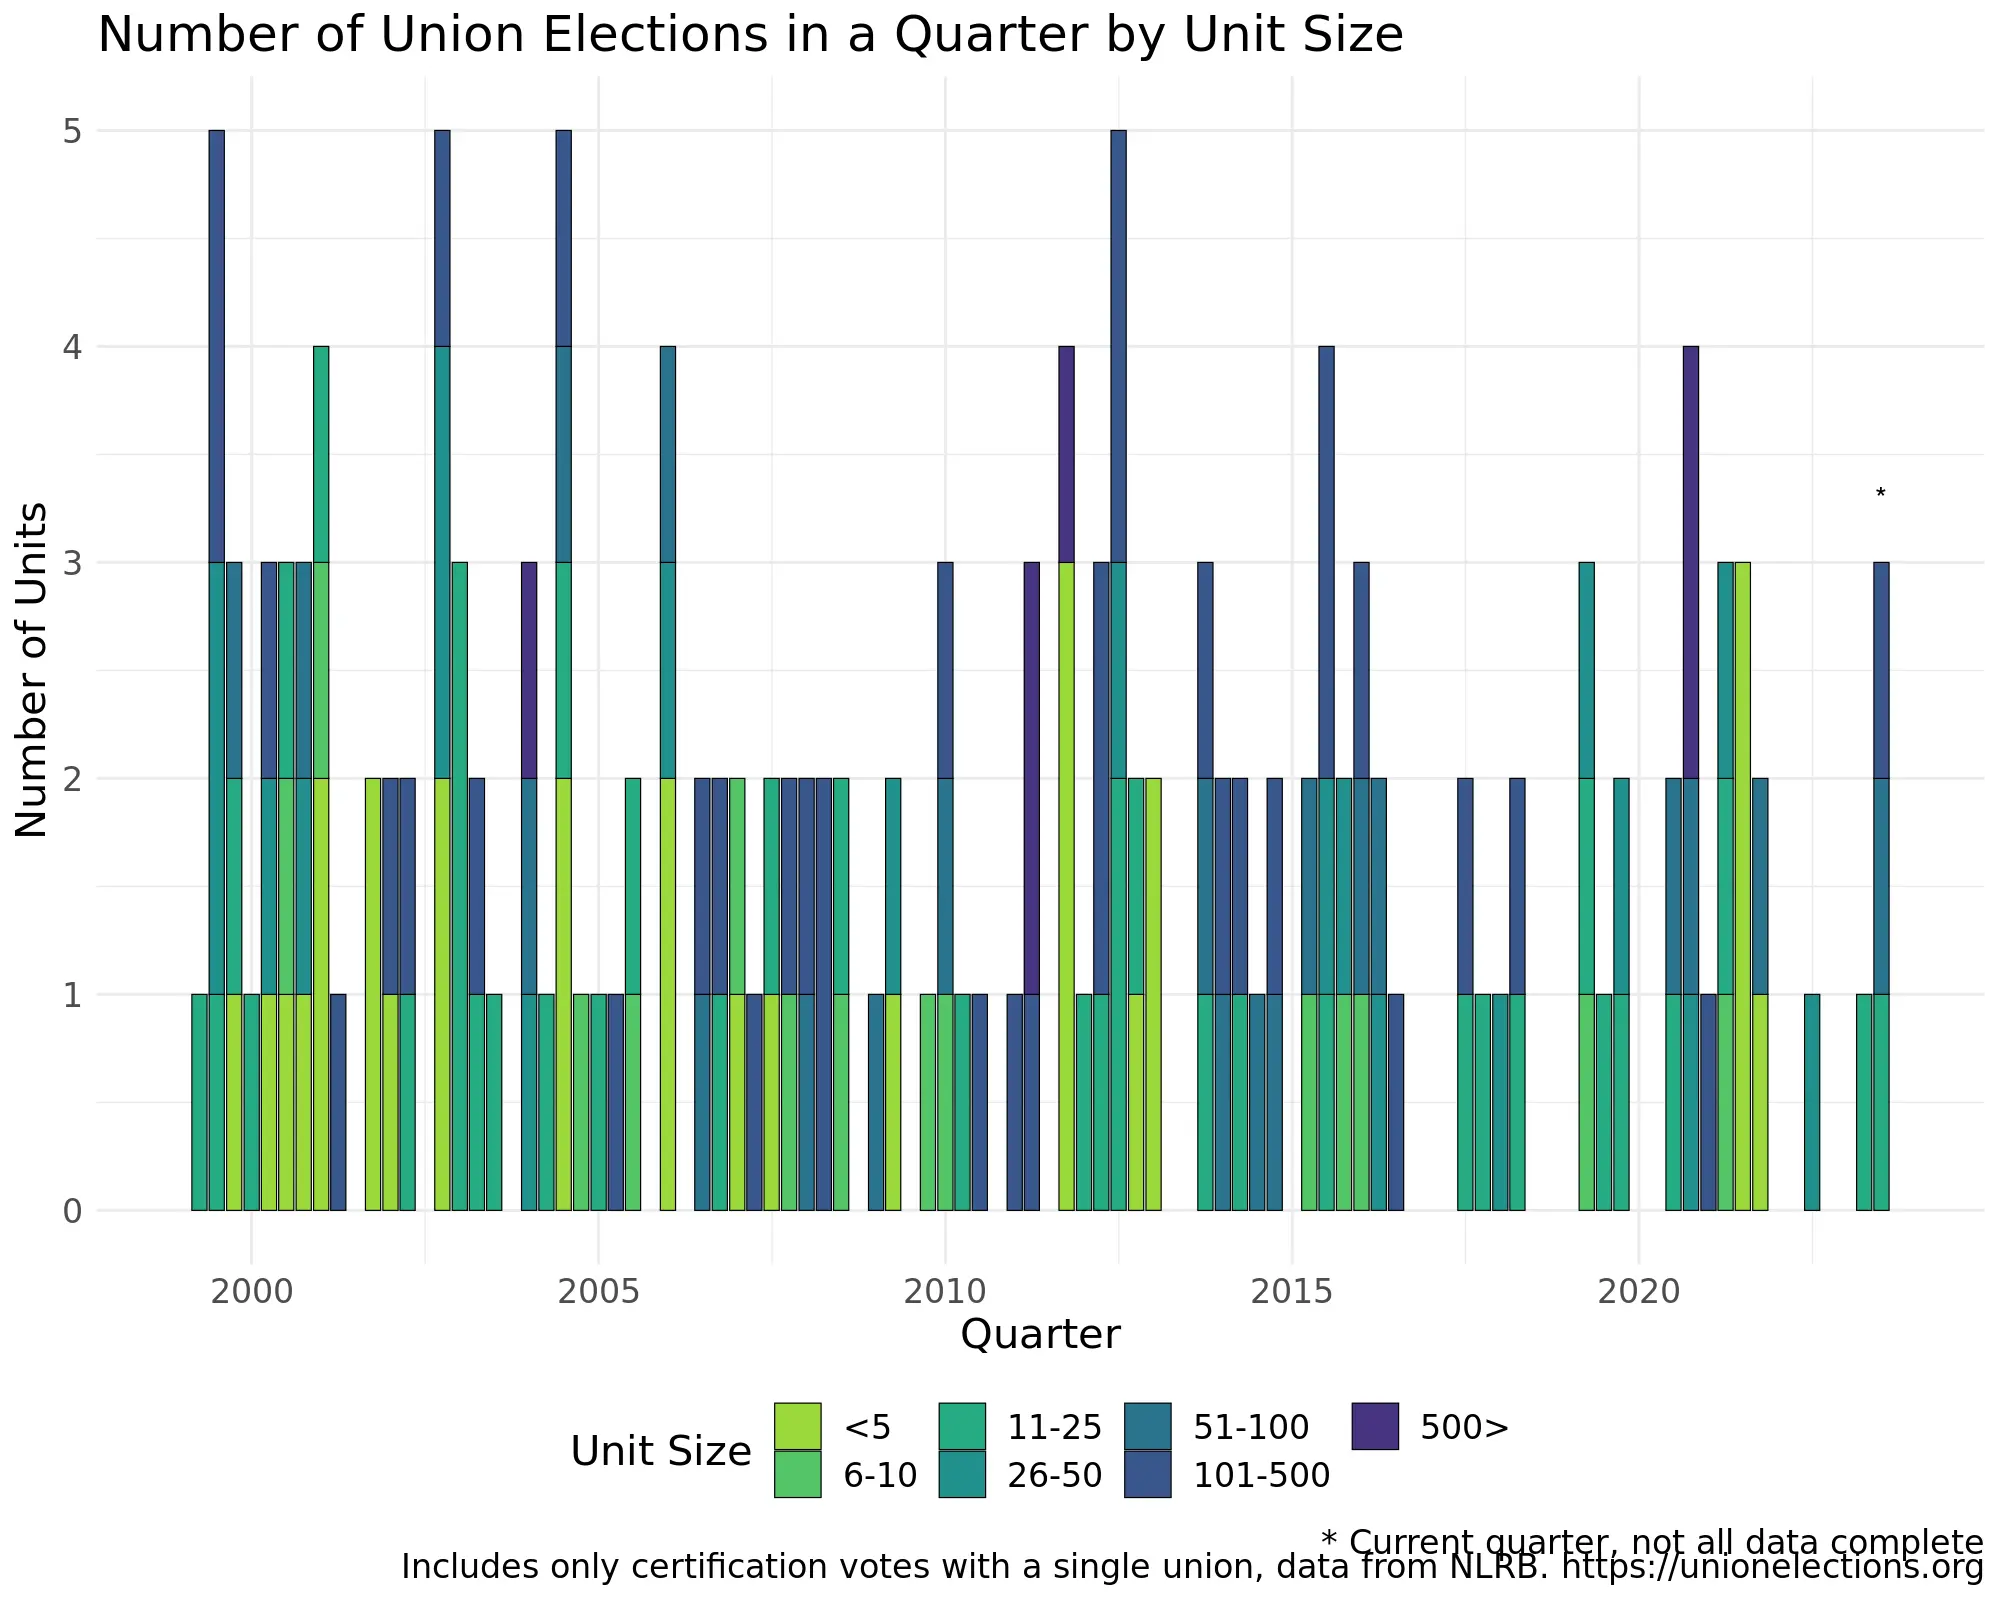 Number of Union Elections in a Quarter by Unit Size
Number of Units
5
4
3
2
1
0
*
2000 2005 2010 2015 2020
Quarter
Unit Size
<5 11-25 51-100 500>
6-10 26-50 101-500
* Current quarter, not all data complete
Includes only certification votes with a single union, data from NLRB. https://unionelections.org